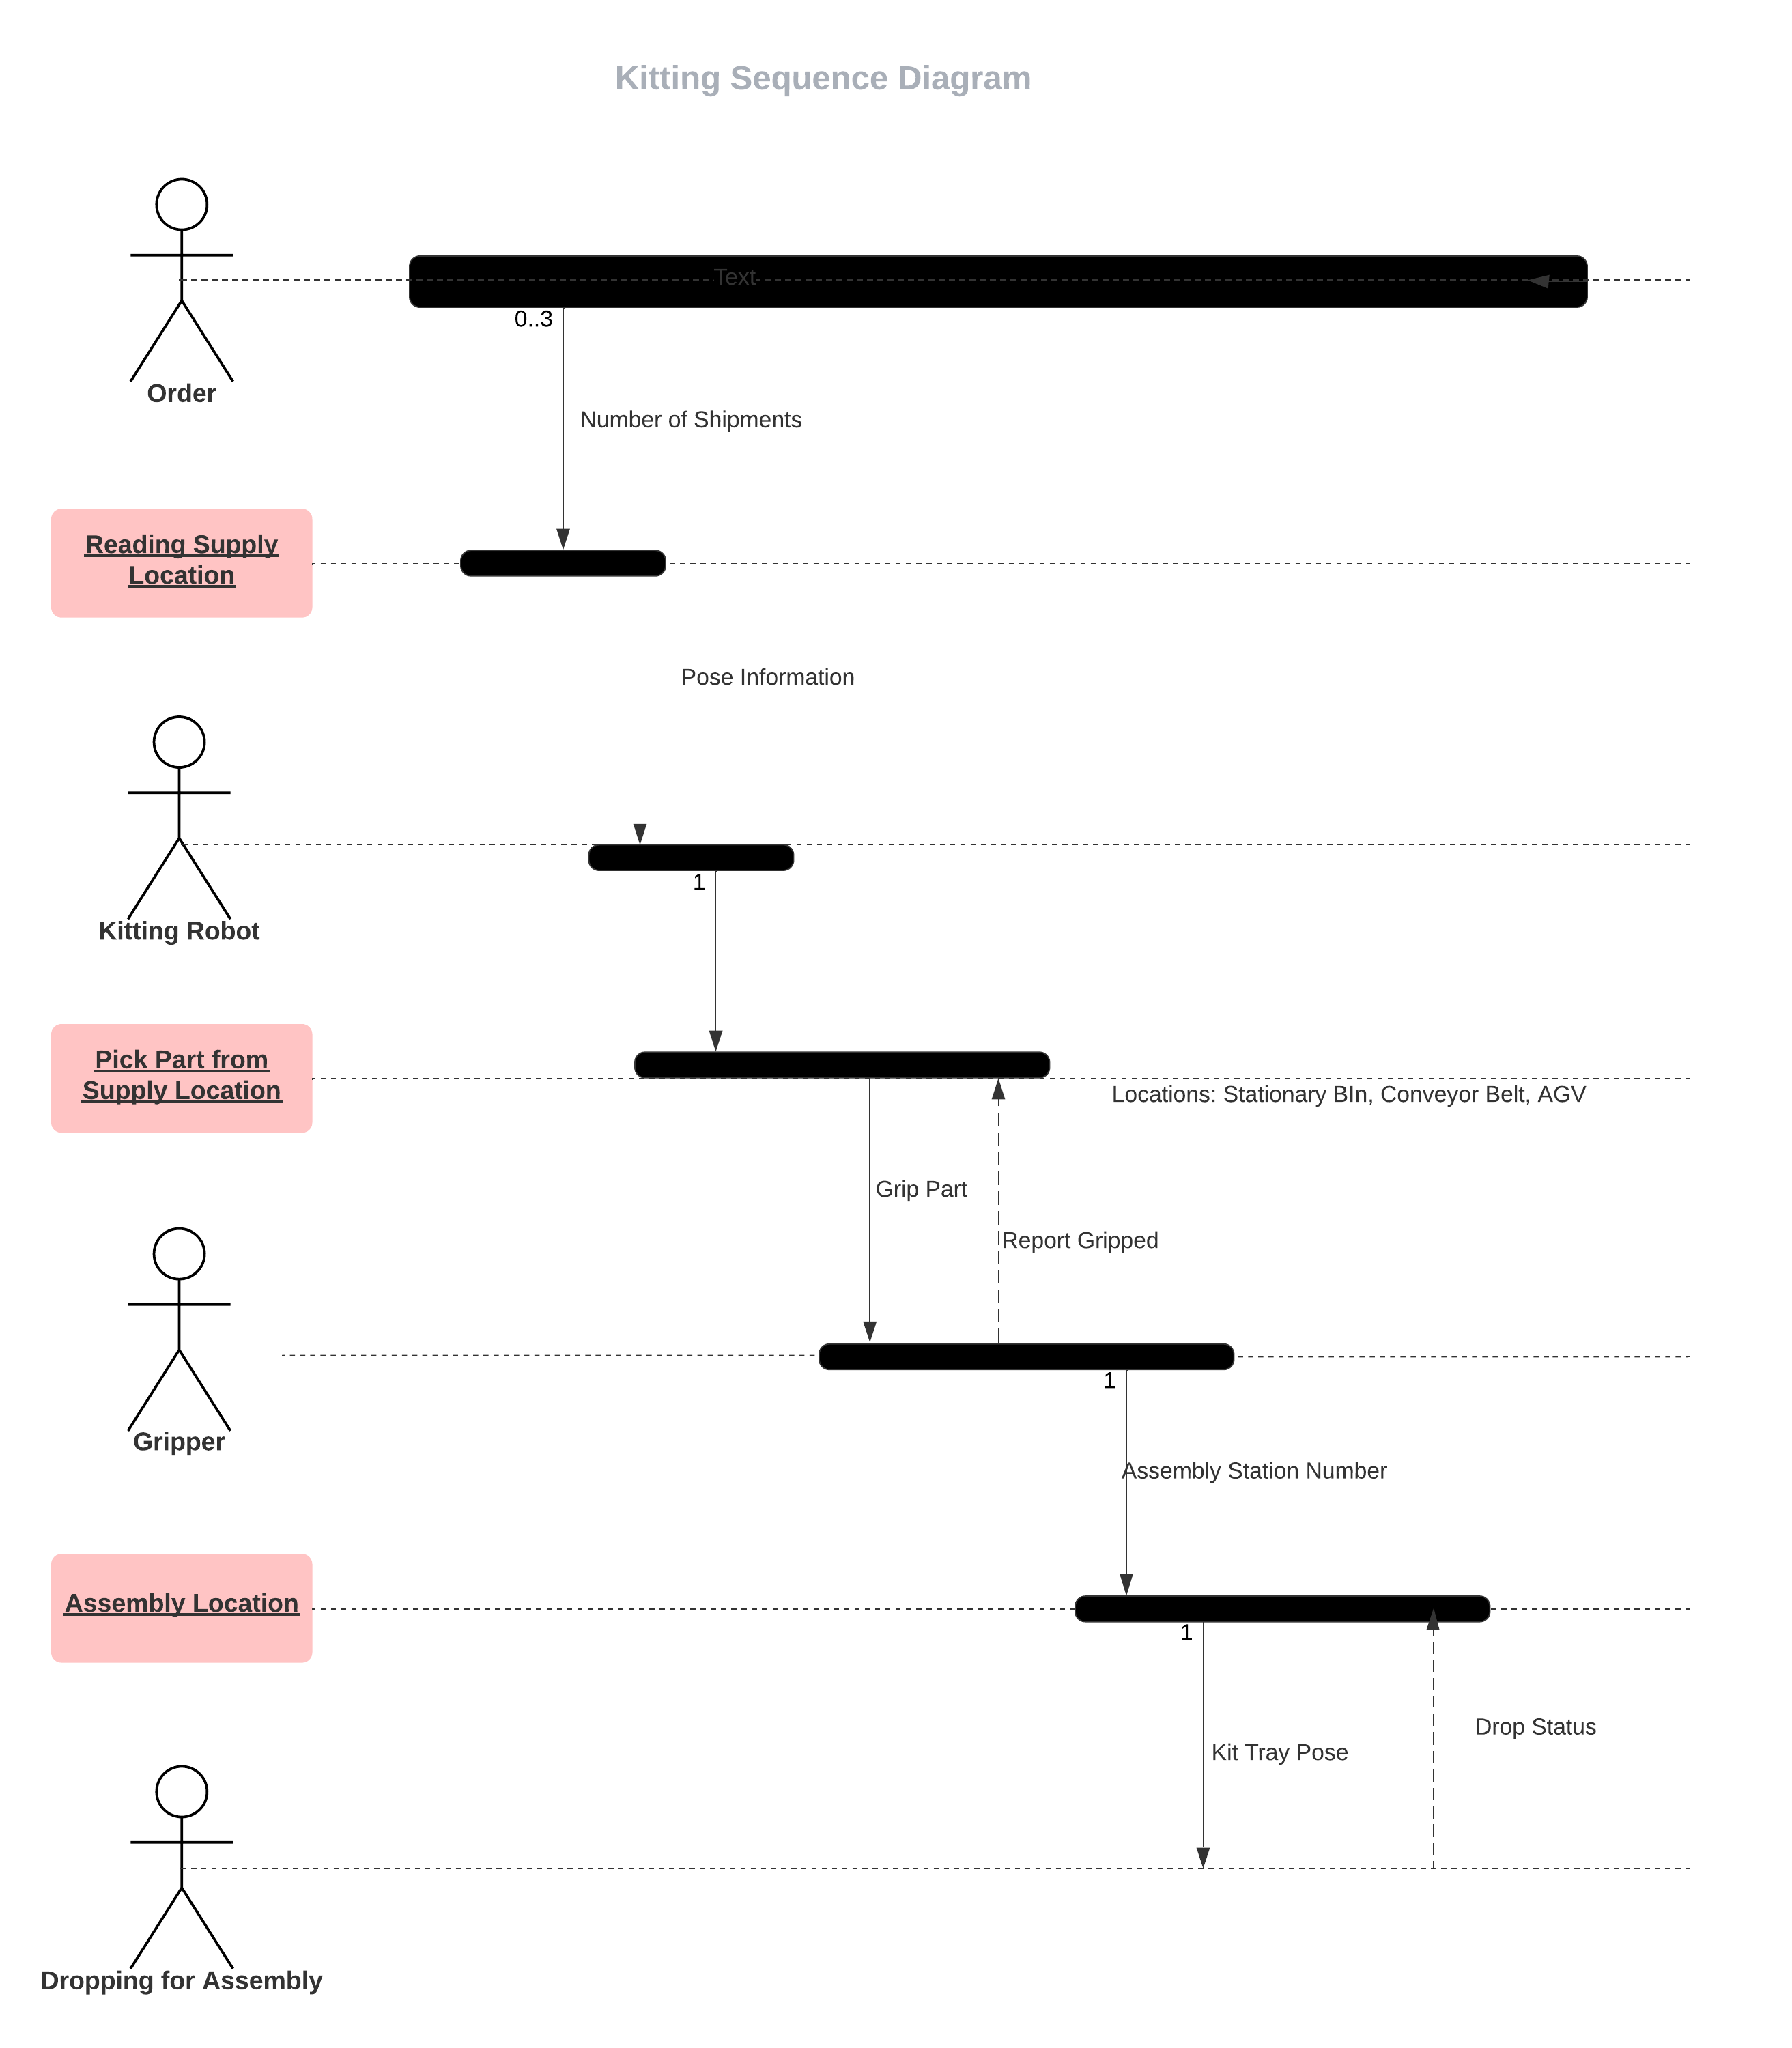 Kitting Sequence Diagram
Text
0..3
Order
Number of Shipments
Reading Supply
Location
Pose Information
1
Kitting Robot
Pick Part from
Supply Location
Locations: Stationary BIn, Conveyor Belt, AGV
Grip Part
Report Gripped
1
Gripper
Assembly Station Number
Assembly Location
1
Drop Status
Kit Tray Pose
Dropping for Assembly